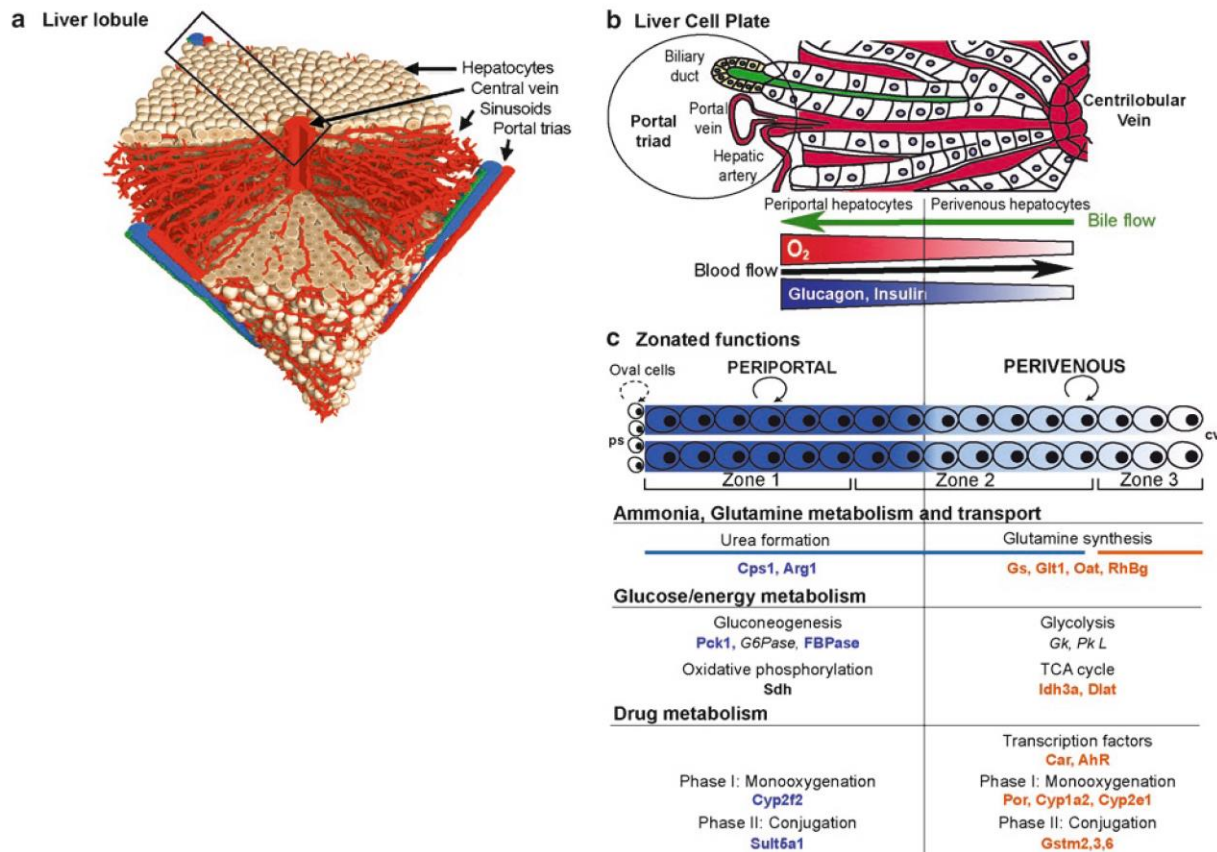 a Liver lobule
Hepatocytes
Central vein
Sinusoids
Portal trias
b Liver Cell Plate
Biliary
duct
Portal
vein
Portal
triad
Hepatic
artery
Centrilobular
Vein
Periportal hepatocytes Perivenous hepatocytes
Bile flow
O2
Blood flow
Glucagon, Insulin
c Zonated functions
Oval cells
PERIPORTAL PERIVENOUS
ps cv
Zone 1 Zone 2 Zone 3
Ammonia, Glutamine metabolism and transport
Urea formation Glutamine synthesis
Cps1, Arg1 Gs, Glt1, Oat, RhBg
Glucose/energy metabolism
Gluconeogenesis Glycolysis
Pck1, G6Pase, FBPase Gk, Pk L
Oxidative phosphorylation TCA cycle
Sdh Idh3a, Dlat
Drug metabolism
Transcription factors
Car, AhR
Phase I: Monooxygenation Phase I: Monooxygenation
Cyp2f2 Por, Cyp1a2, Cyp2e1
Phase II: Conjugation Phase II: Conjugation
Sult5a1 Gstm2,3,6